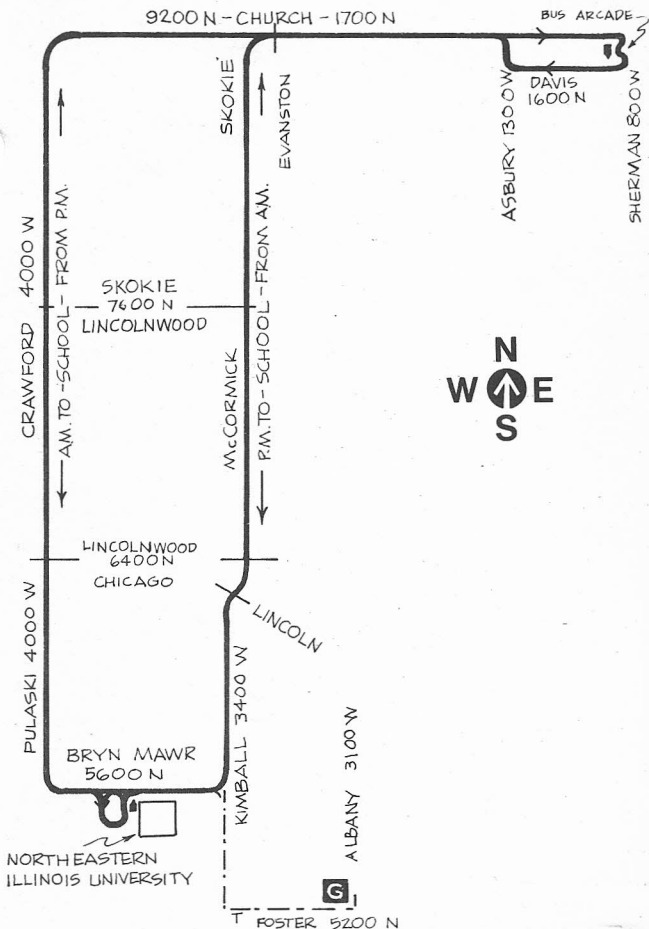 9200 N - CHURCH - 1700 N
BUS ARCADE
SKOKIE
EVANSTON
DAVIS
1600 N
ASBURY 1300 W
SHERMAN 800 W
CRAWFORD 4000 W
A.M. TO - SCHOOL - FROM P.M.
SKOKIE
7600 N
LINCOLNWOOD
McCORMICK
P.M. TO - SCHOOL - FROM A.M.
N
W E
S
LINCOLNWOOD
6400 N
CHICAGO
LINCOLN
PULASKI 4000 W
KIMBALL 3400 W
ALBANY 3100 W
BRYN MAWR
5600 N
NORTHEASTERN
ILLINOIS UNIVERSITY
G
T FOSTER 5200 N